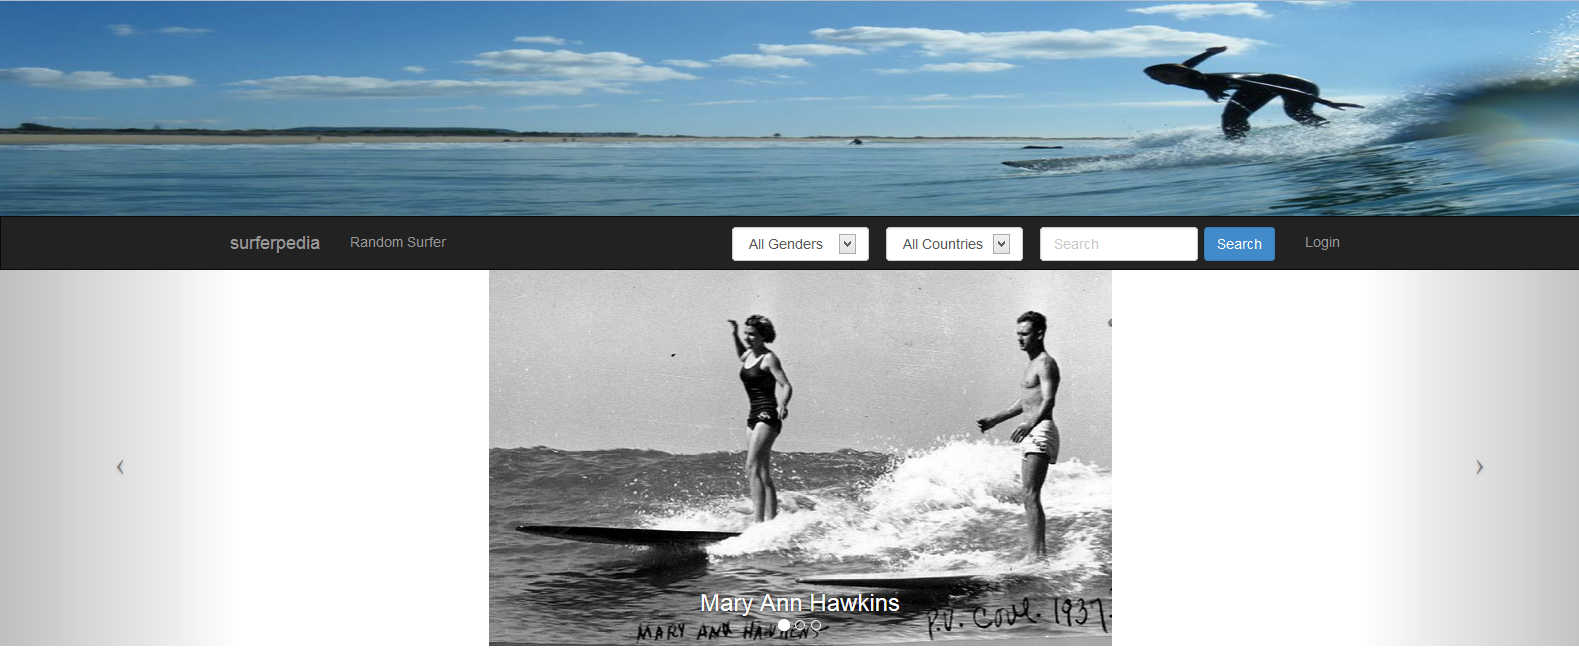 surferpedia Random Surfer All Genders All Countries Search Search Login
Mary Ann Hawkins
P.V. Cove. 1937
MARY ANN HAWKINS